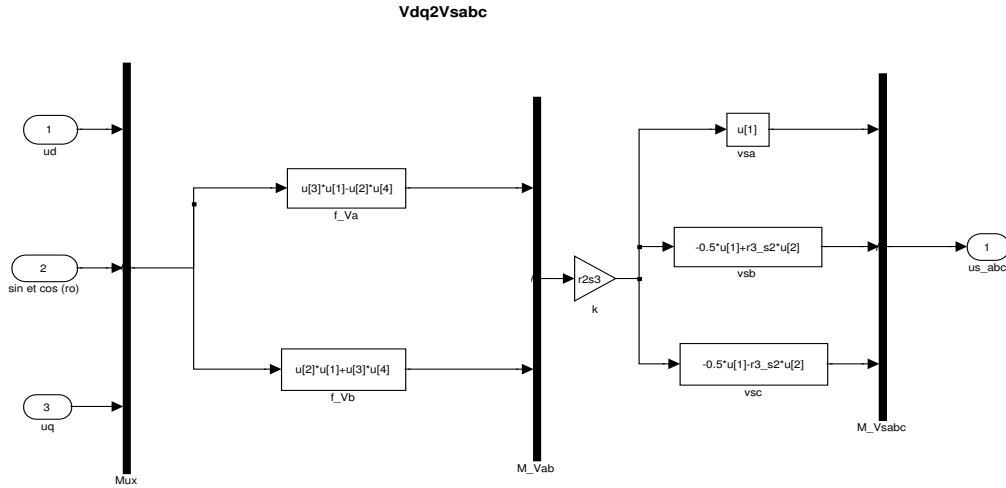 Vdq2Vsabc
1
ud
2
sin et cos (ro)
3
uq
Mux
u[3]*u[1]-u[2]*u[4]
f_Va
u[2]*u[1]+u[3]*u[4]
f_Vb
M_Vab
r2s3
k
u[1]
vsa
-0.5*u[1]+r3_s2*u[2]
vsb
-0.5*u[1]-r3_s2*u[2]
vsc
M_Vsabc
1
us_abc